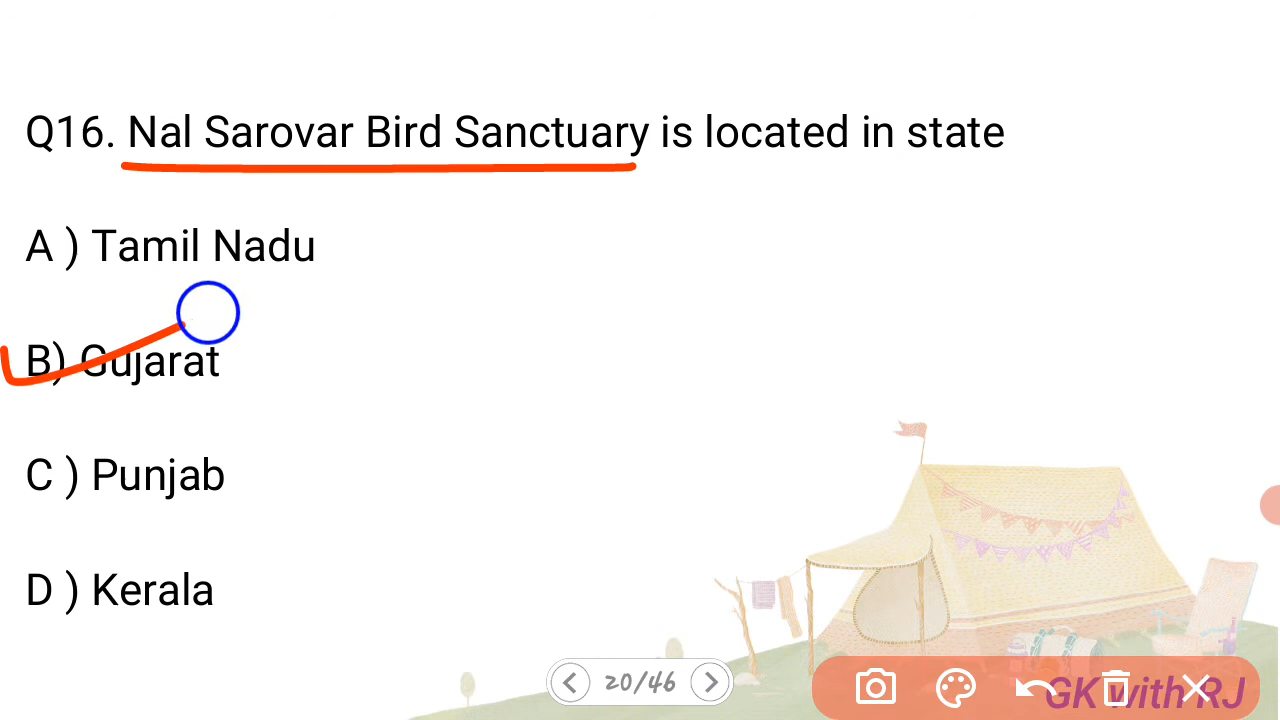 Q16. Nal Sarovar Bird Sanctuary is located in state
A ) Tamil Nadu
B) Gujarat
C ) Punjab
D ) Kerala
20/46
GK with RJ